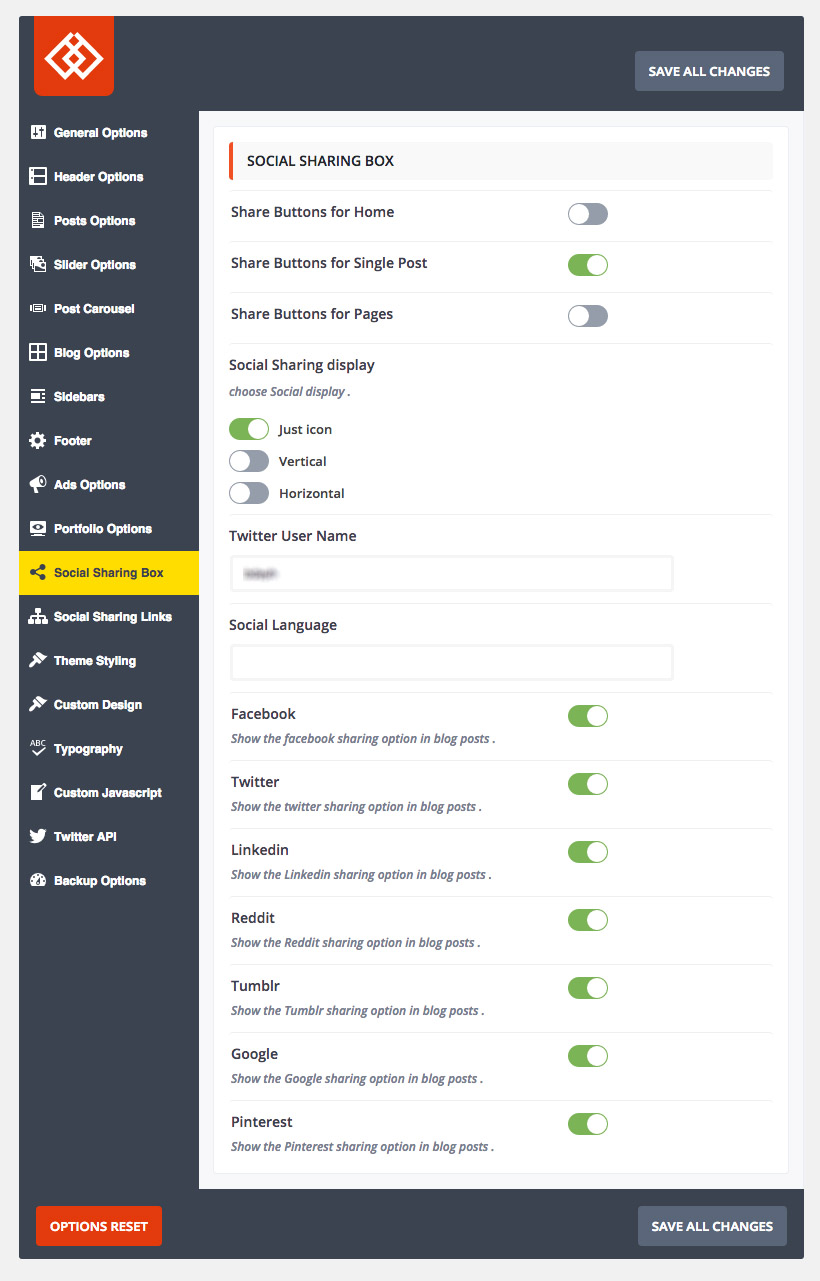 SAVE ALL CHANGES
General Options
Header Options
Posts Options
Slider Options
Post Carousel
Blog Options
Sidebars
Footer
Ads Options
Portfolio Options
Social Sharing Box
Social Sharing Links
Theme Styling
Custom Design
ABC
Typography
Custom Javascript
Twitter API
Backup Options
SOCIAL SHARING BOX
Share Buttons for Home
Share Buttons for Single Post
Share Buttons for Pages
Social Sharing display
choose Social display .
Just icon
Vertical
Horizontal
Twitter User Name
Social Language
Facebook
Show the facebook sharing option in blog posts .
Twitter
Show the twitter sharing option in blog posts .
Linkedin
Show the Linkedin sharing option in blog posts .
Reddit
Show the Reddit sharing option in blog posts .
Tumblr
Show the Tumblr sharing option in blog posts .
Google
Show the Google sharing option in blog posts .
Pinterest
Show the Pinterest sharing option in blog posts .
OPTIONS RESET
SAVE ALL CHANGES